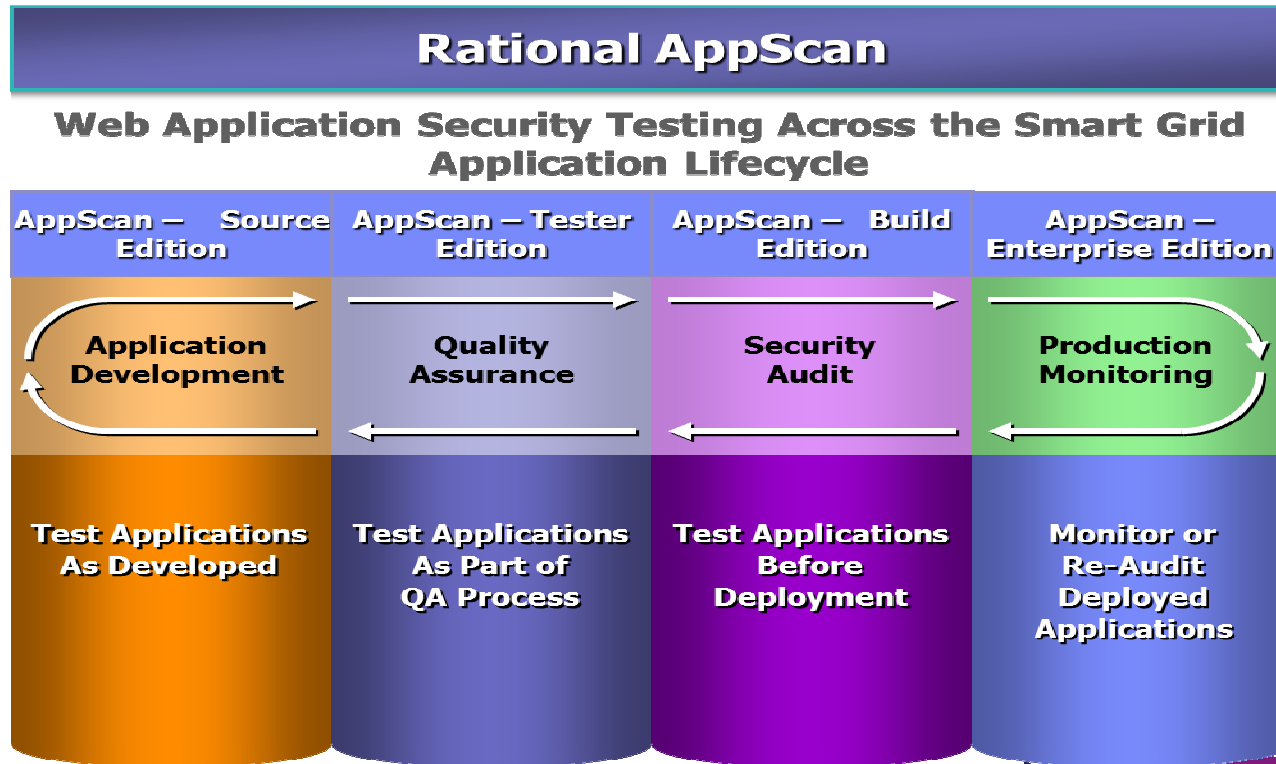 Rational AppScan
Web Application Security Testing Across the Smart Grid
Application Lifecycle
AppScan – Source
Edition
AppScan – Tester
Edition
AppScan – Build
Edition
AppScan –
Enterprise Edition
Application
Development
Quality
Assurance
Security
Audit
Production
Monitoring
Test Applications
As Developed
Test Applications
As Part of
QA Process
Test Applications
Before
Deployment
Monitor or
Re-Audit
Deployed
Applications